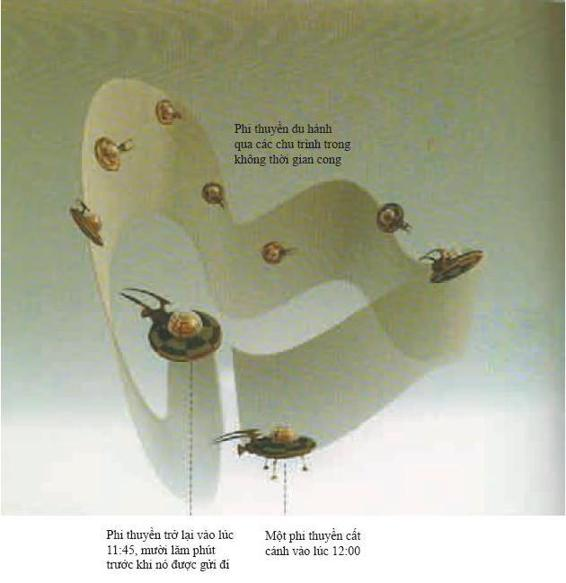 Phi thuyền du hành
qua các chu trình trong
không thời gian cong
Phi thuyền trở lại vào lúc
11:45, mười lăm phút
trước khi nó được gửi đi
Một phi thuyền cất
cánh vào lúc 12:00